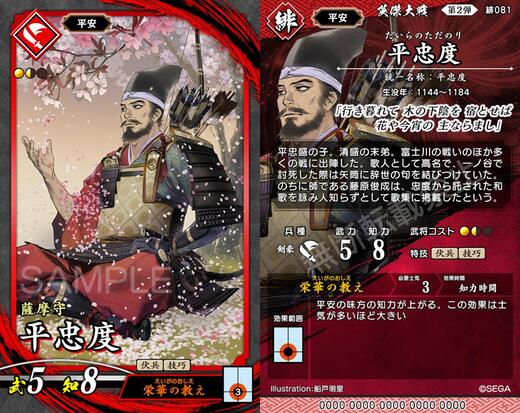 平安
SAMPLE
薩摩守
平忠度
伏兵 技巧
武5 知8
えいがのおしえ
栄華の教え
3
緋
平安
英傑大戦
第2弾
緋081
たいらのただのり
平忠度
統一名称：平忠度
生没年：1144～1184
「行き暮れて 木の下陰を 宿とせば
花や今宵の 主ならまし」
平忠盛の子。清盛の末弟。富士川の戦いのほか多
くの戦に出陣した。歌人として高名で、一ノ谷で
討死した際は矢筒に辞世の句を結びつけていた。
のちに師である藤原俊成は、忠度から託された和
歌を詠み人知らずとして歌集に掲載したという。
兵種 武力 知力 武将コスト
剣豪 5 8 特技 伏兵 技巧
えいがのおしえ 必要士気 効果時間
栄華の教え 3 知力時間
効果範囲
平安の味方の知力が上がる。この効果は士
気が多いほど大きい
Illustration:船戸明里
©SEGA
0000-0000-0000-0000-0000